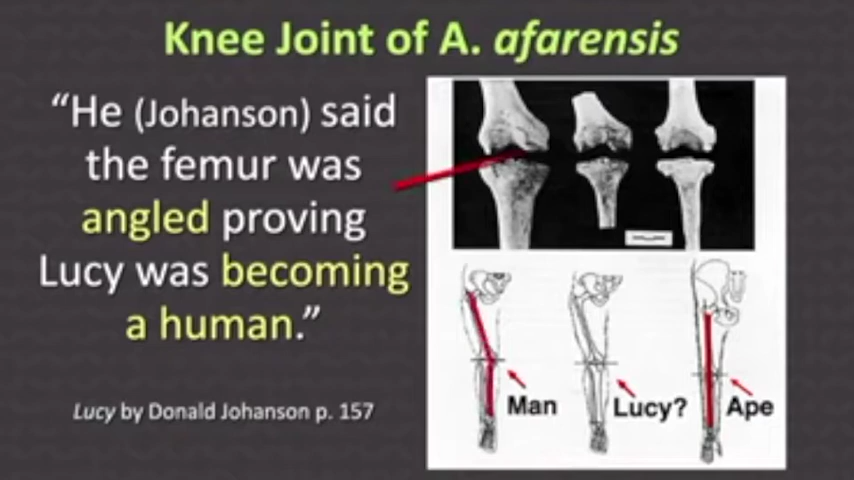 Knee Joint of A. afarensis
“He (Johanson) said
the femur was
angled proving
Lucy was becoming
a human.”
Lucy by Donald Johanson p. 157
Man
Lucy?
Ape